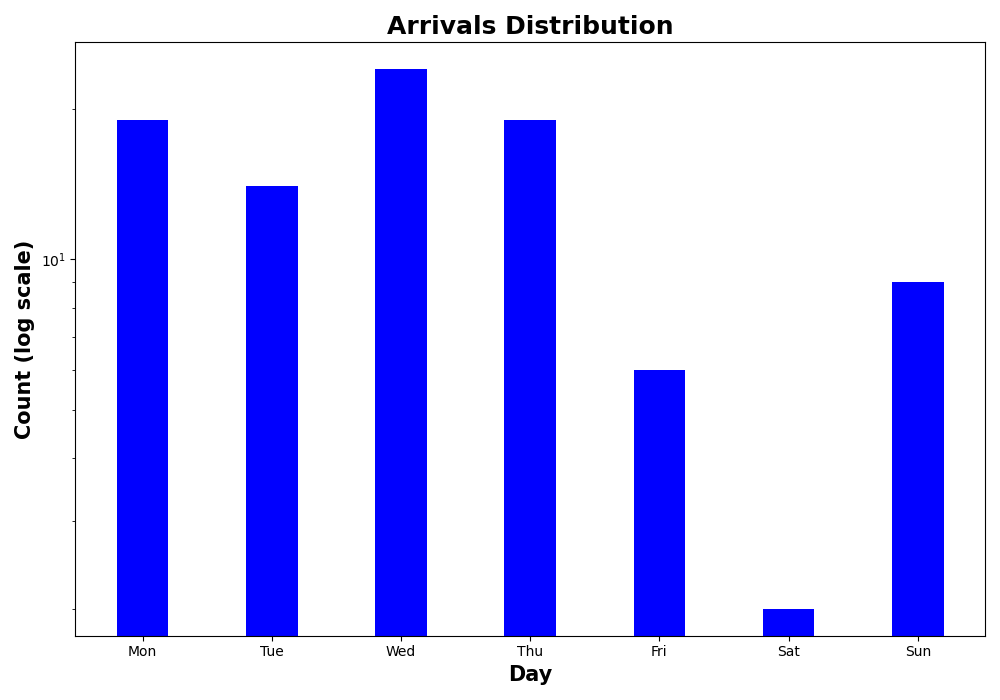 Arrivals Distribution
Count (log scale)
10¹
Mon Tue Wed Thu Fri Sat Sun
Day